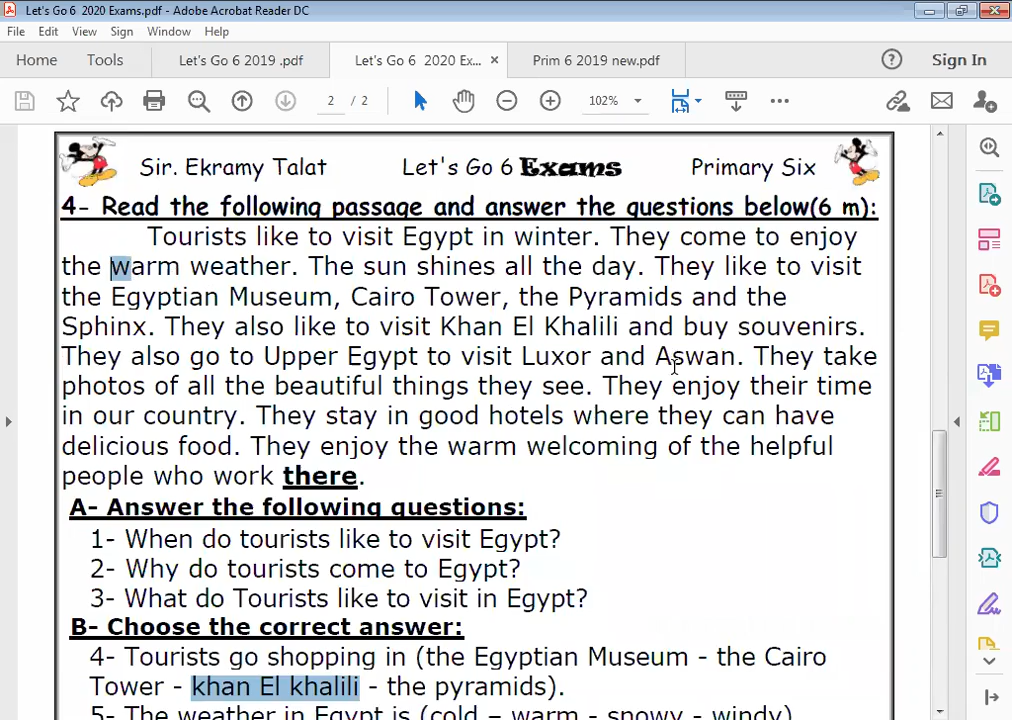 Let's Go 6  2020 Exams.pdf - Adobe Acrobat Reader DC
File Edit View Sign Window Help
Home Tools Let's Go 6 2019 .pdf Let's Go 6  2020 Ex... × Prim 6 2019 new.pdf Sign In
2 / 2 102%
Sir. Ekramy Talat Let's Go 6 Exams Primary Six
4- Read the following passage and answer the questions below(6 m):
Tourists like to visit Egypt in winter. They come to enjoy
the warm weather. The sun shines all the day. They like to visit
the Egyptian Museum, Cairo Tower, the Pyramids and the
Sphinx. They also like to visit Khan El Khalili and buy souvenirs.
They also go to Upper Egypt to visit Luxor and Aswan. They take
photos of all the beautiful things they see. They enjoy their time
in our country. They stay in good hotels where they can have
delicious food. They enjoy the warm welcoming of the helpful
people who work there.
A- Answer the following questions:
1- When do tourists like to visit Egypt?
2- Why do tourists come to Egypt?
3- What do Tourists like to visit in Egypt?
B- Choose the correct answer:
4- Tourists go shopping in (the Egyptian Museum - the Cairo
Tower - khan El khalili - the pyramids).
5- The weather in Egypt is (cold – warm - snowy - windy)